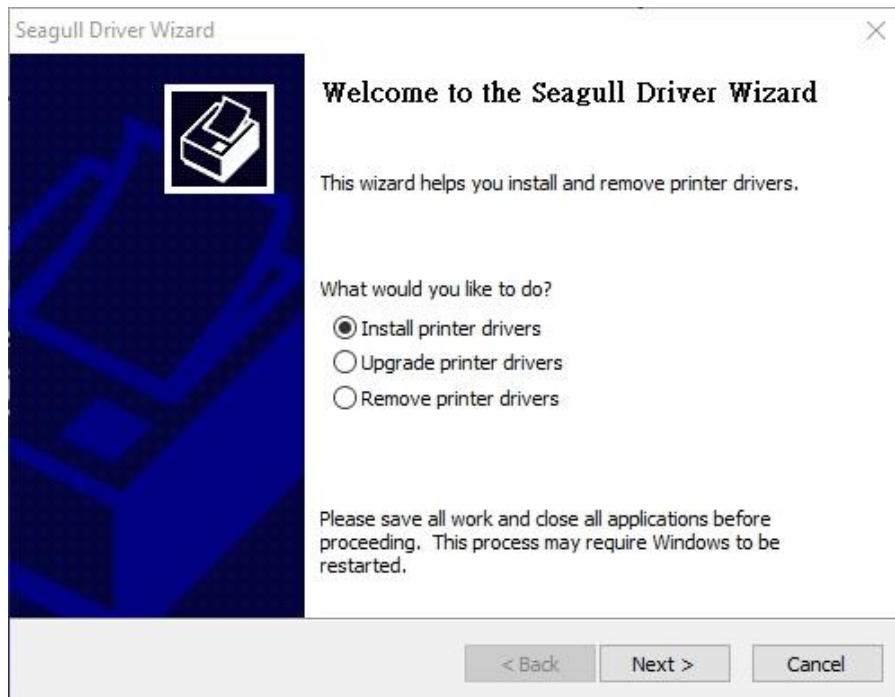 Seagull Driver Wizard
Welcome to the Seagull Driver Wizard
This wizard helps you install and remove printer drivers.
What would you like to do?
Install printer drivers
Upgrade printer drivers
Remove printer drivers
Please save all work and close all applications before
proceeding. This process may require Windows to be
restarted.
< Back Next > Cancel